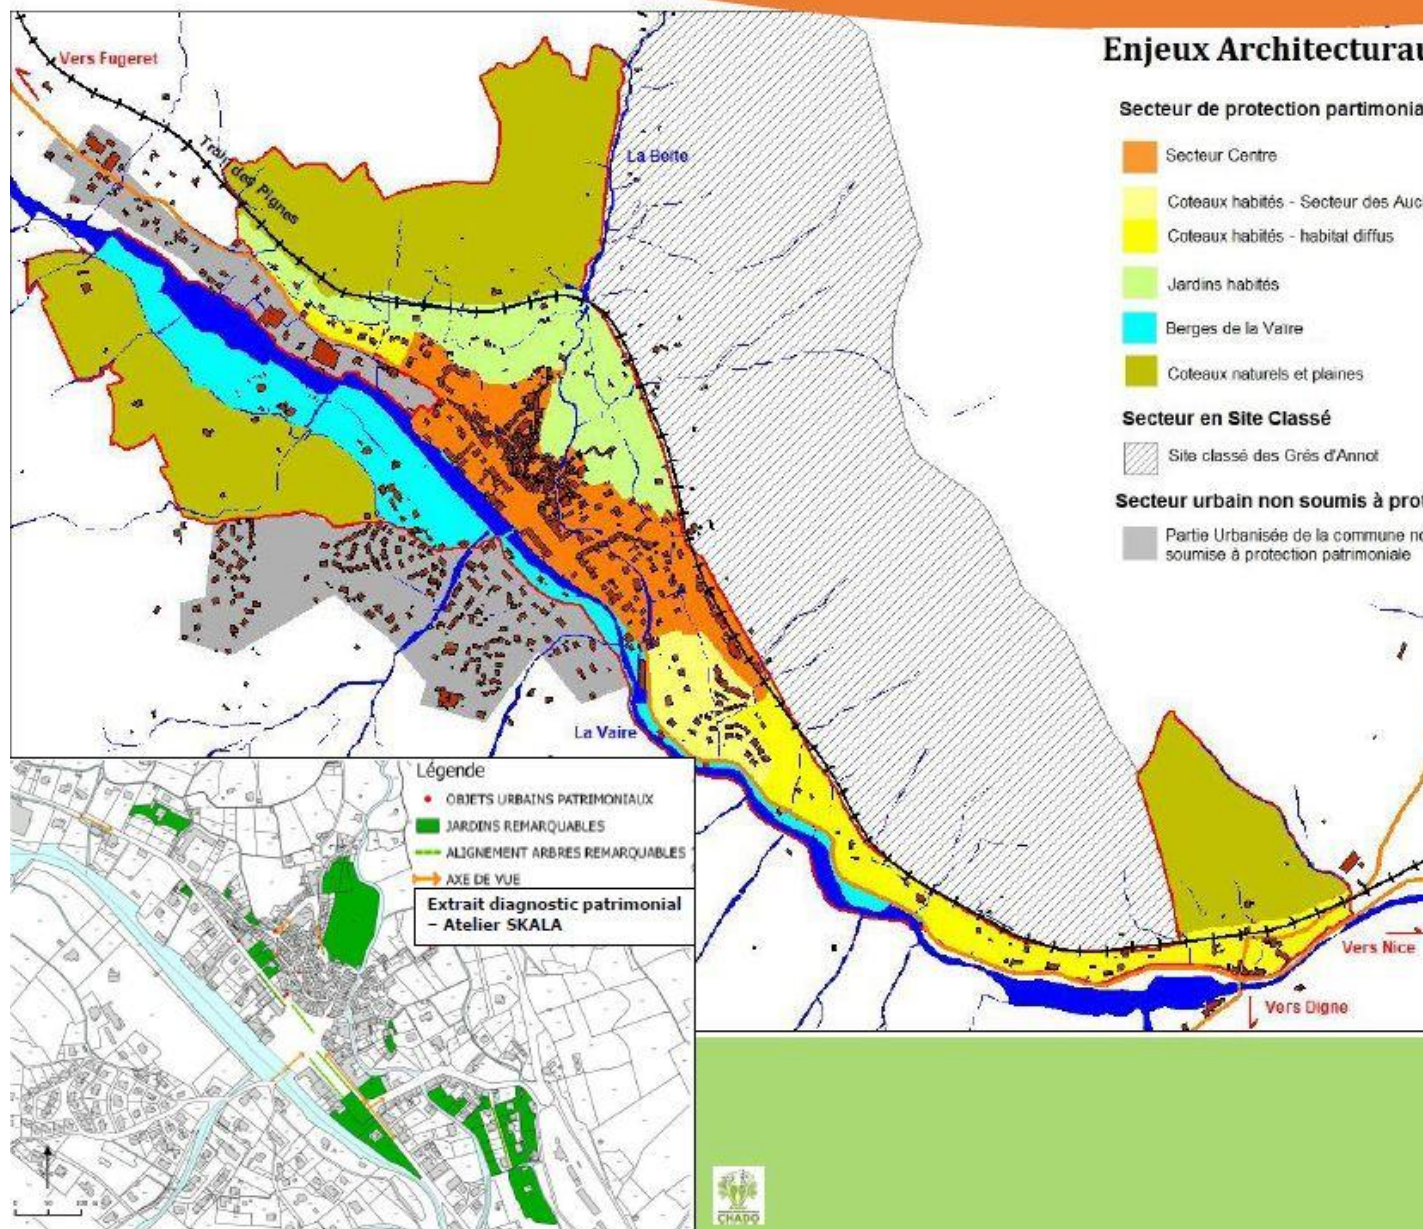 Enjeux Architecturau
Vers Fugeret
Train des Pignes
La Beïte
Secteur de protection partimonia
Secteur Centre
Coteaux habités - Secteur des Auc
Coteaux habités - habitat diffus
Jardins habités
Berges de la Vaïre
Coteaux naturels et plaines
Secteur en Site Classé
Site classé des Grés d'Annot
Secteur urbain non soumis à prot
Partie Urbanisée de la commune no
soumise à protection patrimoniale
La Vaire
Vers Nice
Vers Digne
Légende
OBJETS URBAINS PATRIMONIAUX
JARDINS REMARQUABLES
ALIGNEMENT ARBRES REMARQUABLES
AXE DE VUE
Extrait diagnostic patrimonial
– Atelier SKALA
CHADO